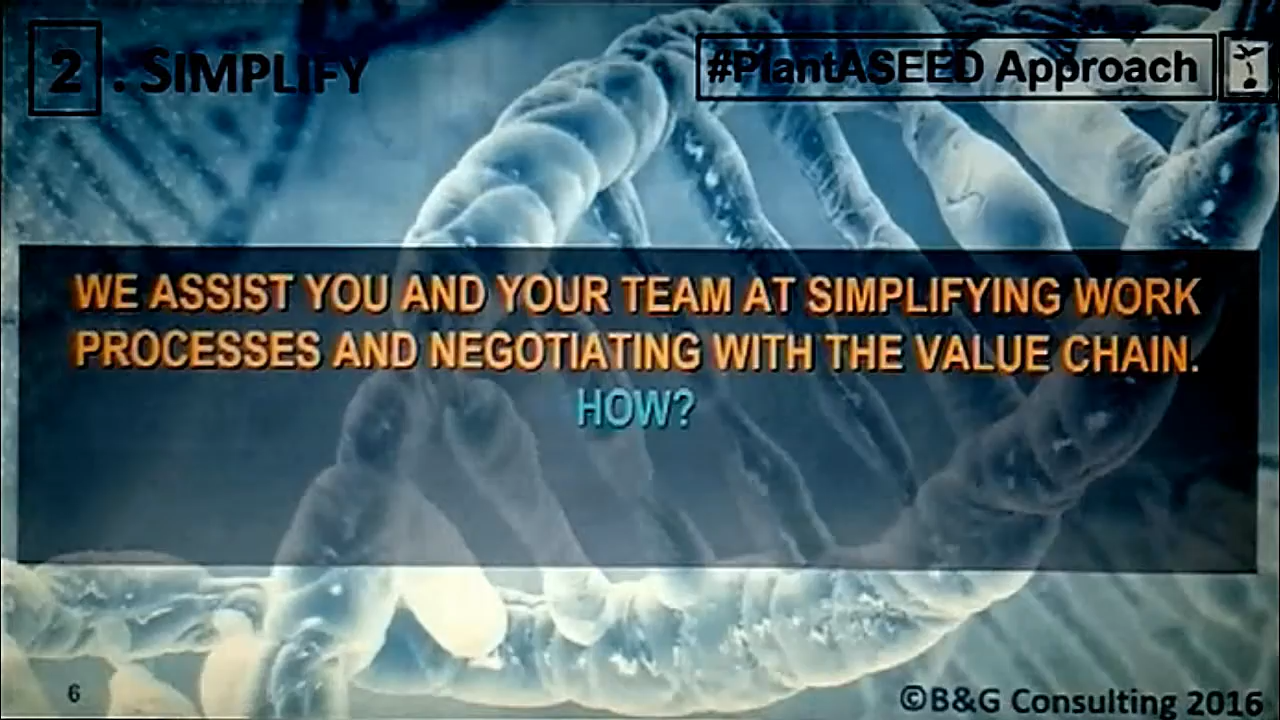 2. SIMPLIFY
#PlantASEED Approach
WE ASSIST YOU AND YOUR TEAM AT SIMPLIFYING WORK
PROCESSES AND NEGOTIATING WITH THE VALUE CHAIN.
HOW?
6
©B&G Consulting 2016